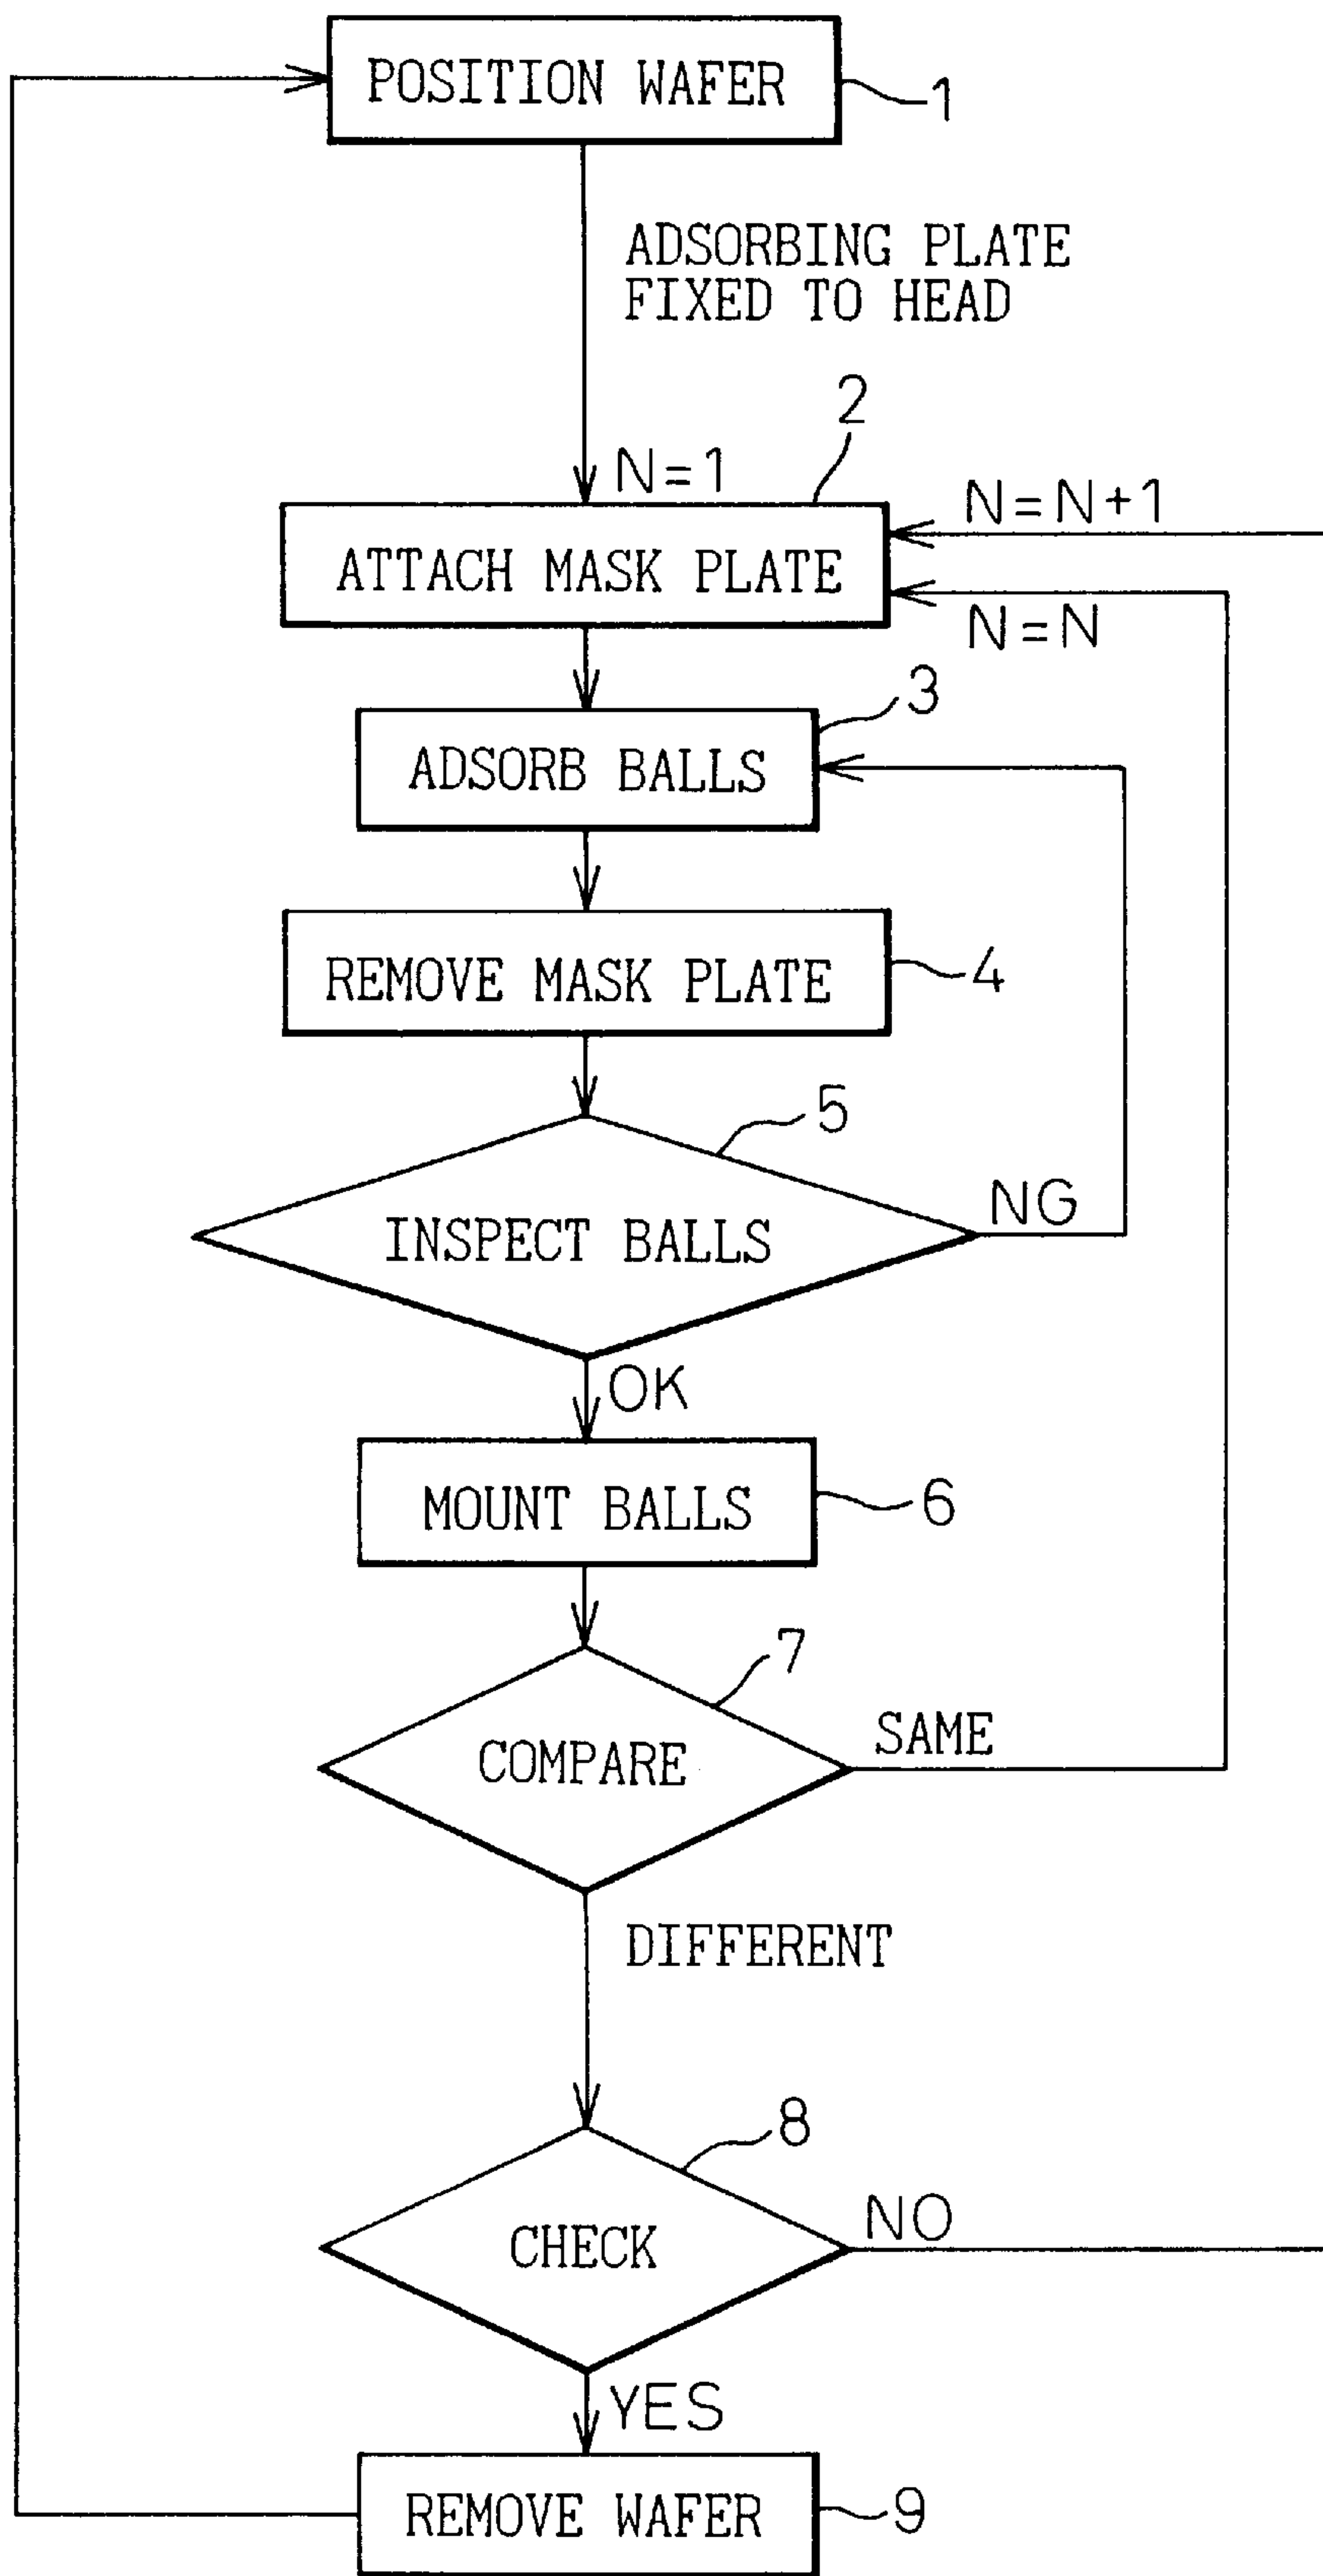 POSITION WAFER
1
ADSORBING PLATE
FIXED TO HEAD
2
N=1
N=N+1
ATTACH MASK PLATE
N=N
3
ADSORB BALLS
REMOVE MASK PLATE
4
5
INSPECT BALLS
NG
OK
MOUNT BALLS
6
7
COMPARE
SAME
DIFFERENT
8
CHECK
NO
YES
REMOVE WAFER
9